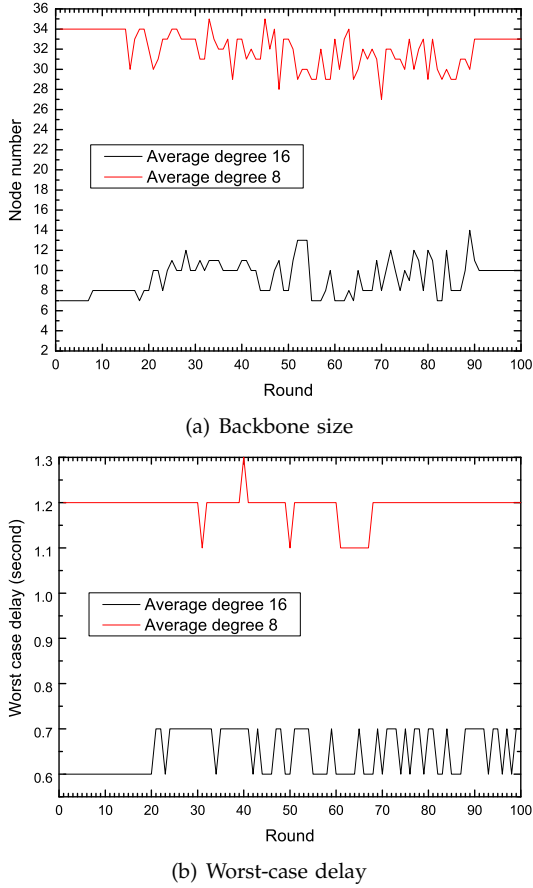 36
34
32
30
28
26
24
22
20
18
16
14
12
10
8
6
4
2
Node number
Average degree 16
Average degree 8
0 10 20 30 40 50 60 70 80 90 100
Round
(a) Backbone size
1.3
1.2
1.1
1.0
0.9
0.8
0.7
0.6
Worst case delay (second)
Average degree 16
Average degree 8
0 10 20 30 40 50 60 70 80 90 100
Round
(b) Worst-case delay